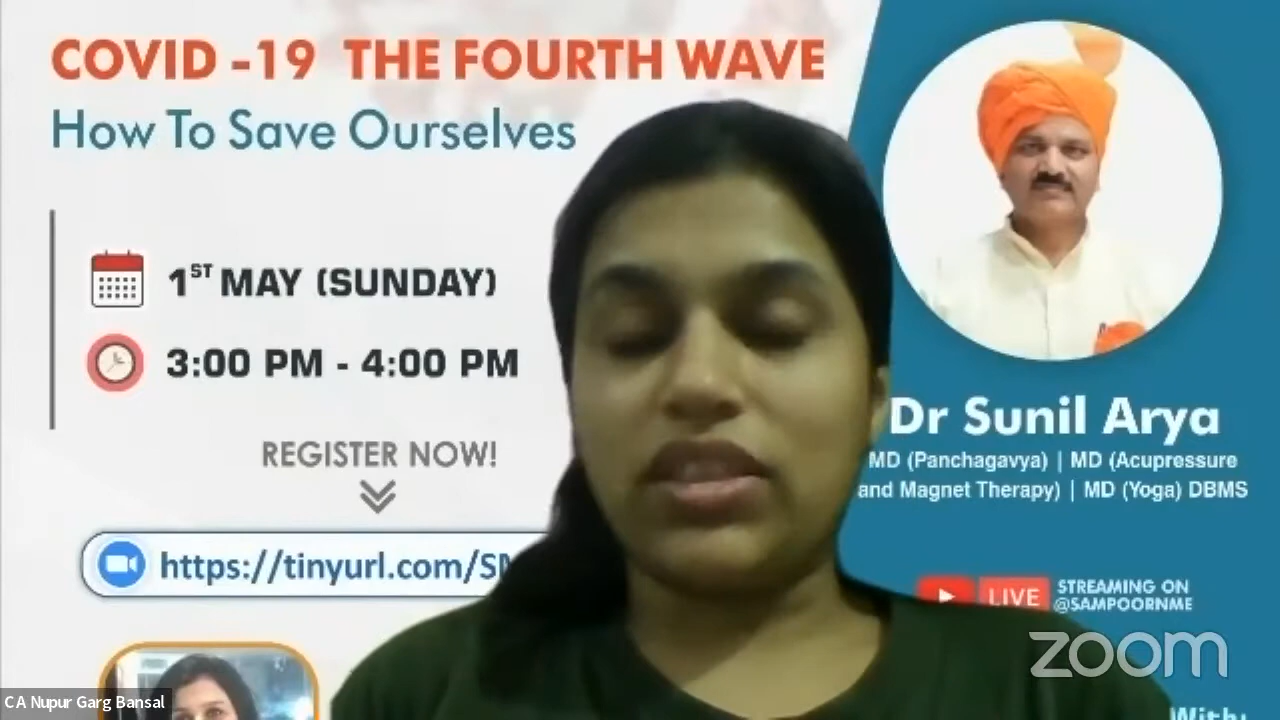 COVID -19 THE FOURTH WAVE
How To Save Ourselves
1ST MAY (SUNDAY)
3:00 PM - 4:00 PM
REGISTER NOW!
https://tinyurl.com/
Dr Sunil Arya
MD (Panchagavya) | MD (Acupressure
and Magnet Therapy) | MD (Yoga) DBMS
LIVE
STREAMING ON
@SAMPOORNME
zoom
With:
CA Nupur Garg Bansal